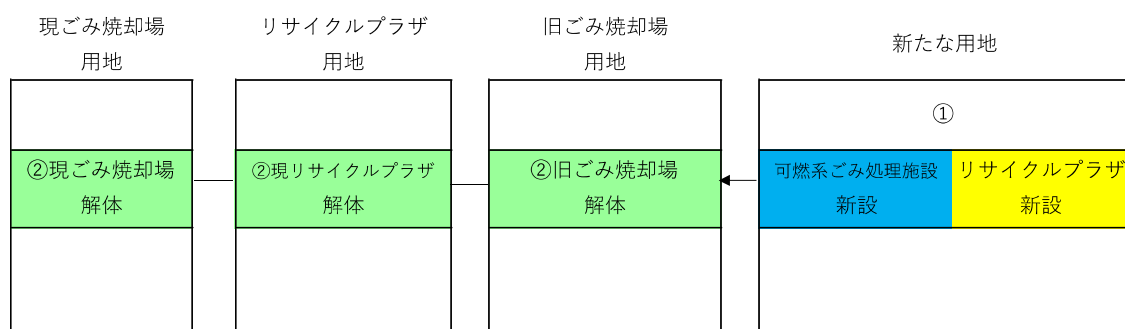 現ごみ焼却場
用地
リサイクルプラザ
用地
旧ごみ焼却場
用地
新たな用地
①
②現ごみ焼却場
解体
②現リサイクルプラザ
解体
②旧ごみ焼却場
解体
可燃系ごみ処理施設
新設
リサイクルプラザ
新設